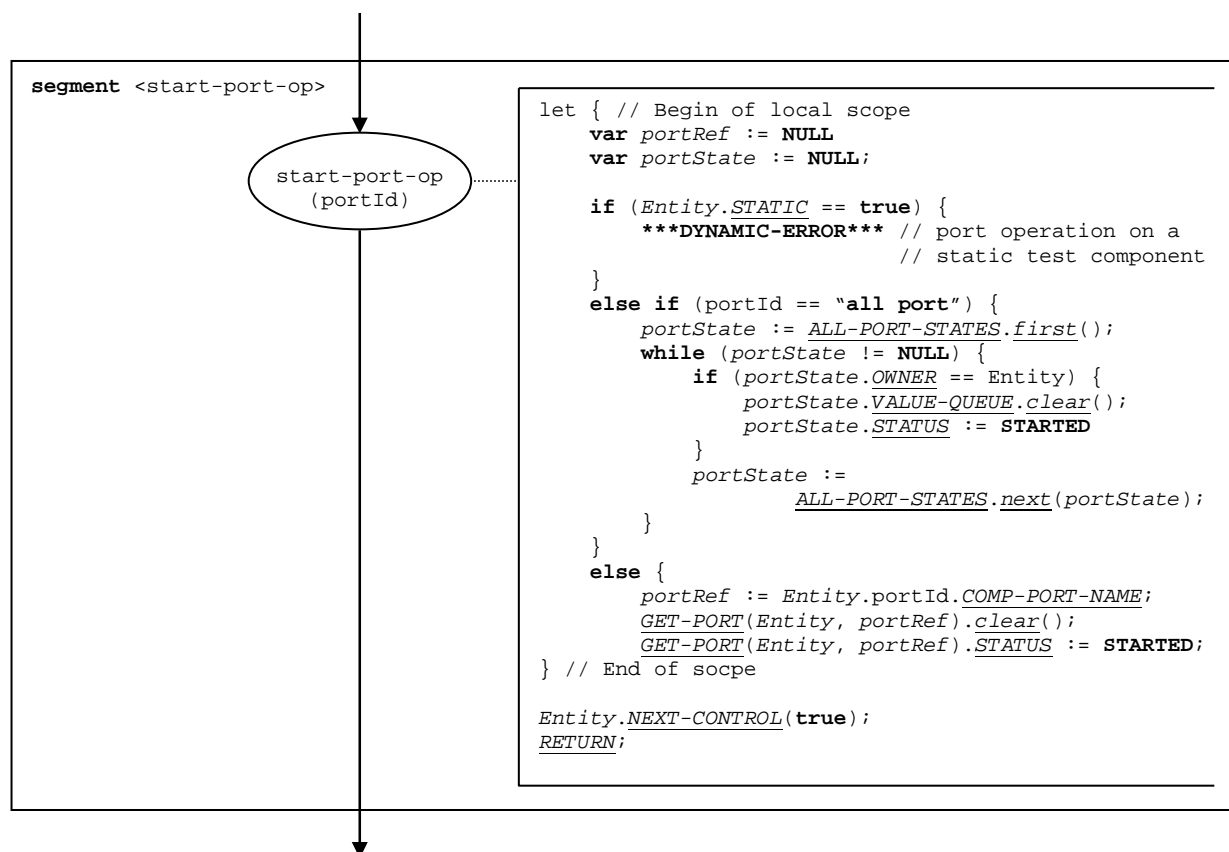 segment <start-port-op>
start-port-op
(portId)
let { // Begin of local scope
var portRef := NULL
var portState := NULL;
if (Entity.STATIC == true) {
***DYNAMIC-ERROR*** // port operation on a
// static test component
}
else if (portId == “all port”) {
portState := ALL-PORT-STATES.first();
while (portState != NULL) {
if (portState.OWNER == Entity) {
portState.VALUE-QUEUE.clear();
portState.STATUS := STARTED
}
portState :=
ALL-PORT-STATES.next(portState);
}
}
else {
portRef := Entity.portId.COMP-PORT-NAME;
GET-PORT(Entity, portRef).clear();
GET-PORT(Entity, portRef).STATUS := STARTED;
} // End of socpe
Entity.NEXT-CONTROL(true);
RETURN;